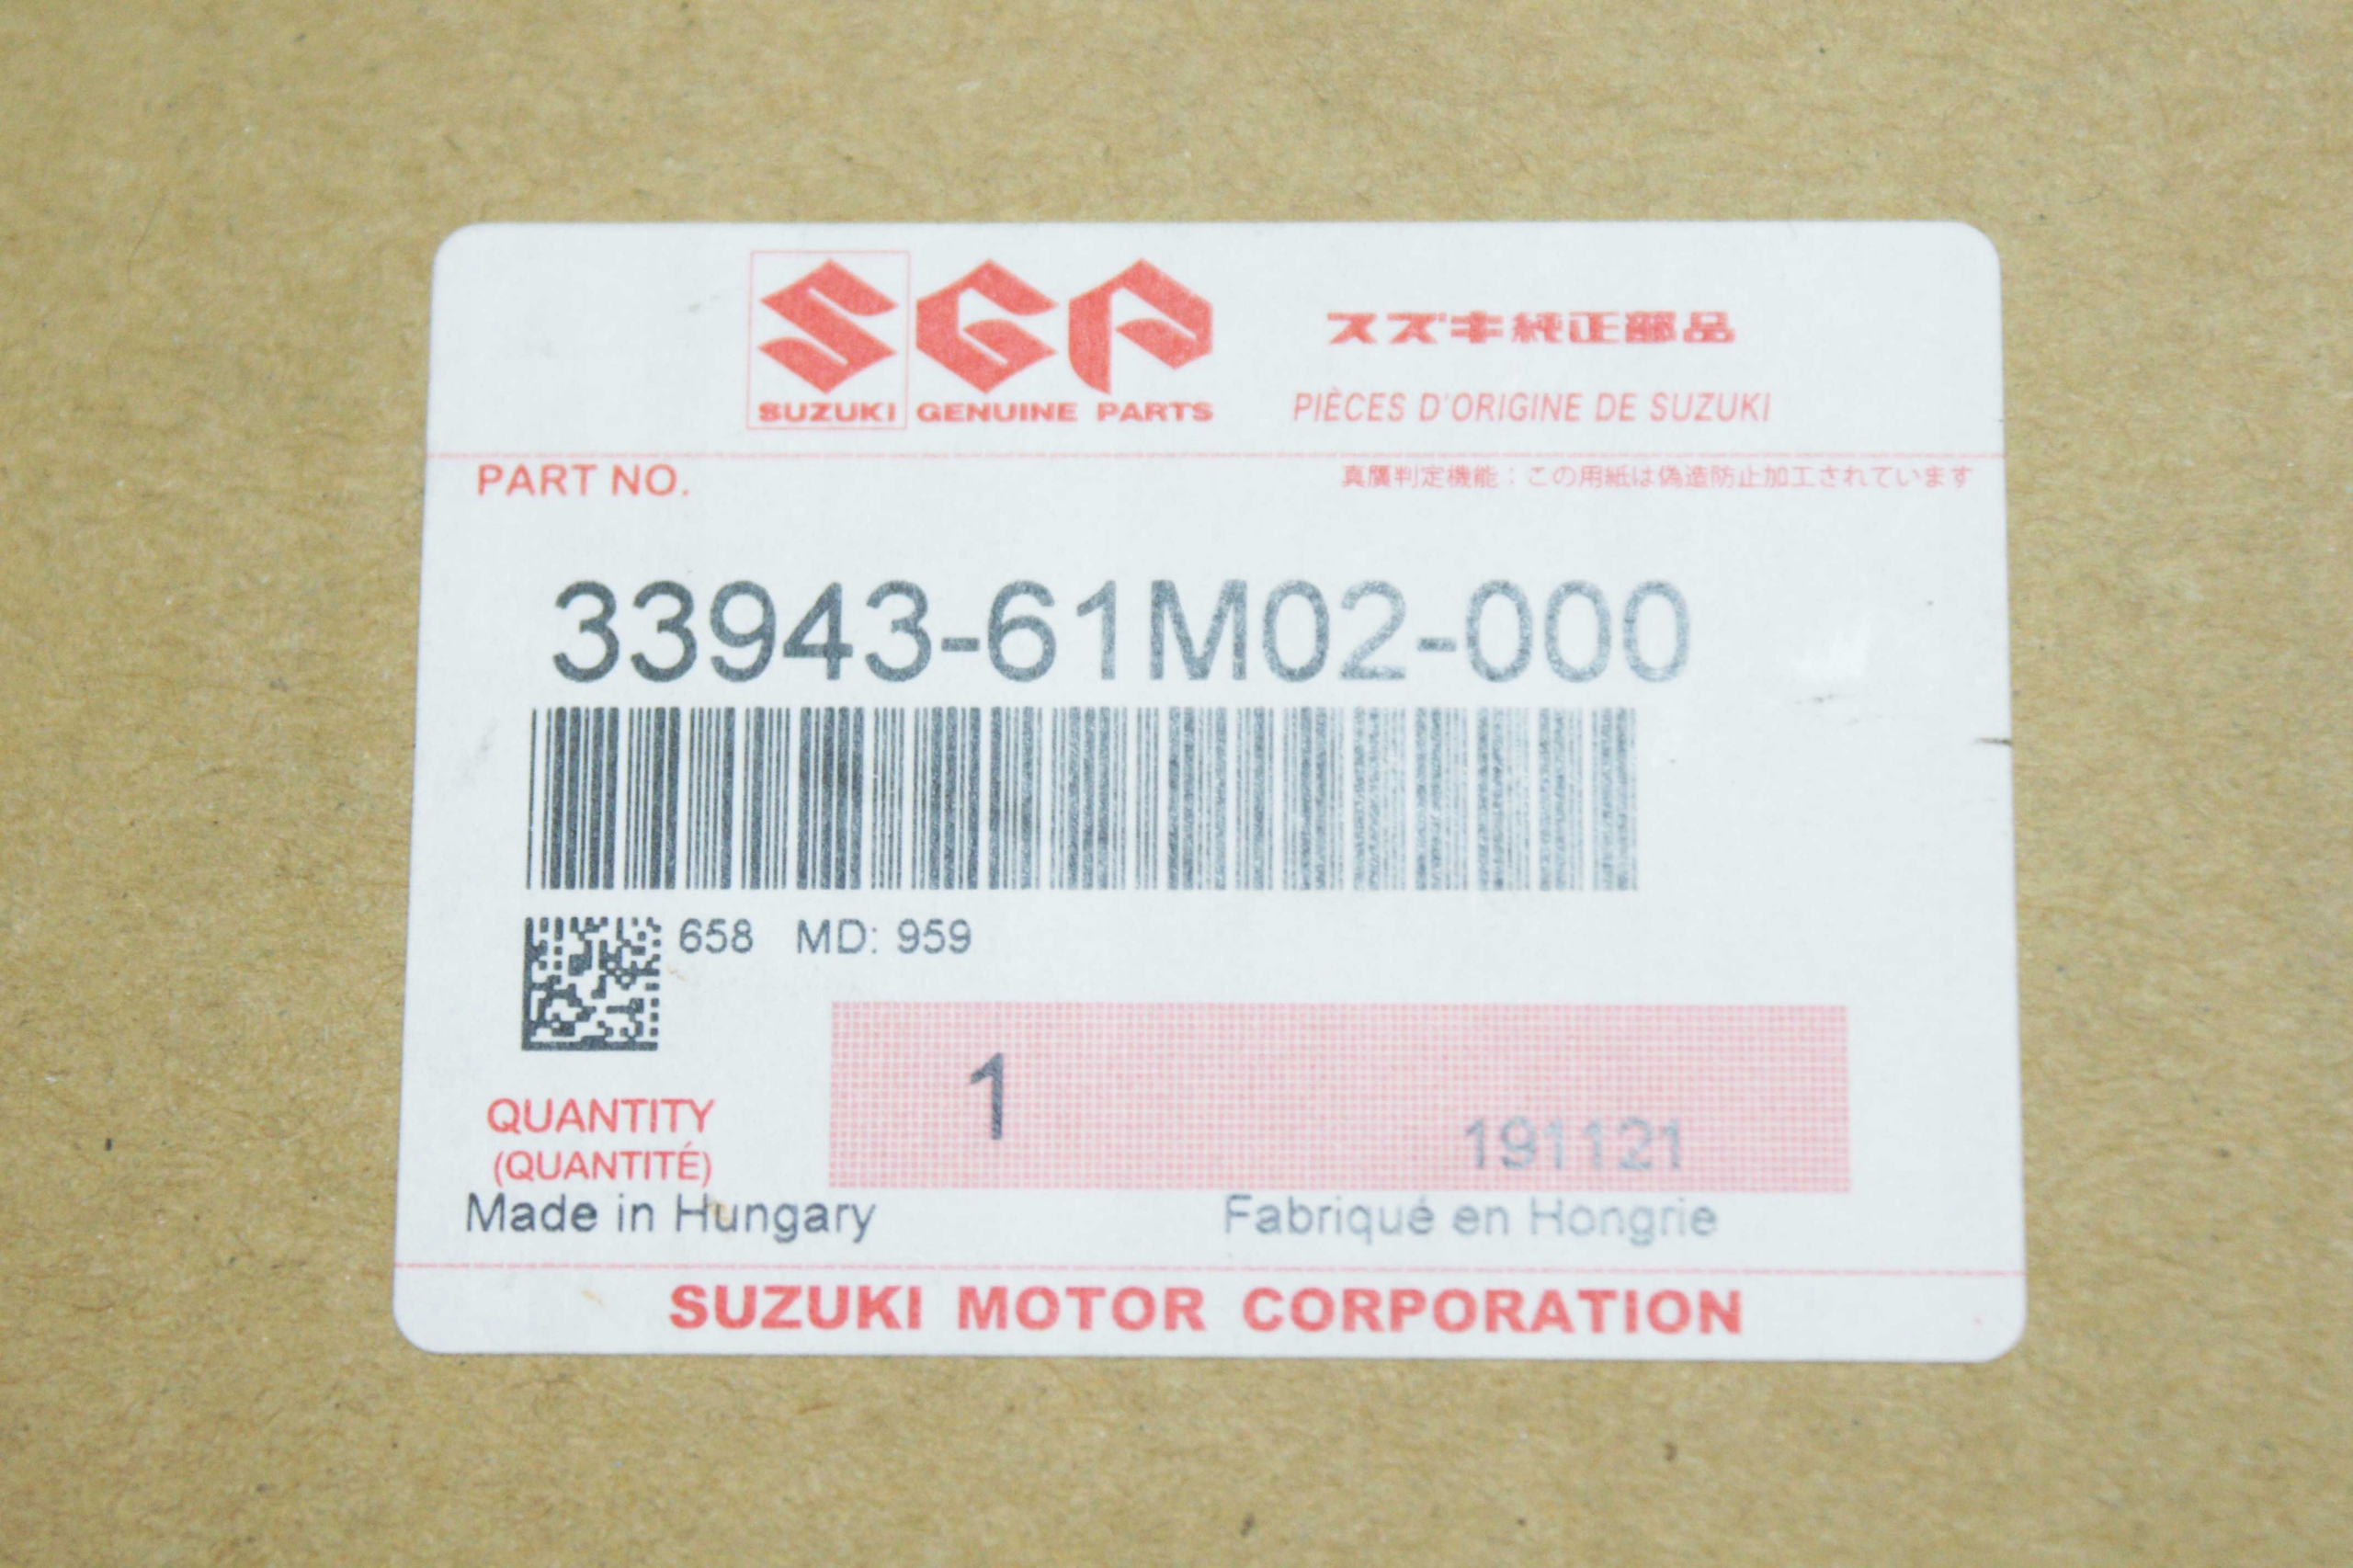 SGP
スズキ純正部品
SUZUKI GENUINE PARTS
PIÈCES D'ORIGINE DE SUZUKI
PART NO.
真贋判定機能：この用紙は偽造防止加工されています
33943-61M02-000
658 MD: 959
1
QUANTITY
191121
(QUANTITÉ)
Made in Hungary
Fabriqué en Hongrie
SUZUKI MOTOR CORPORATION